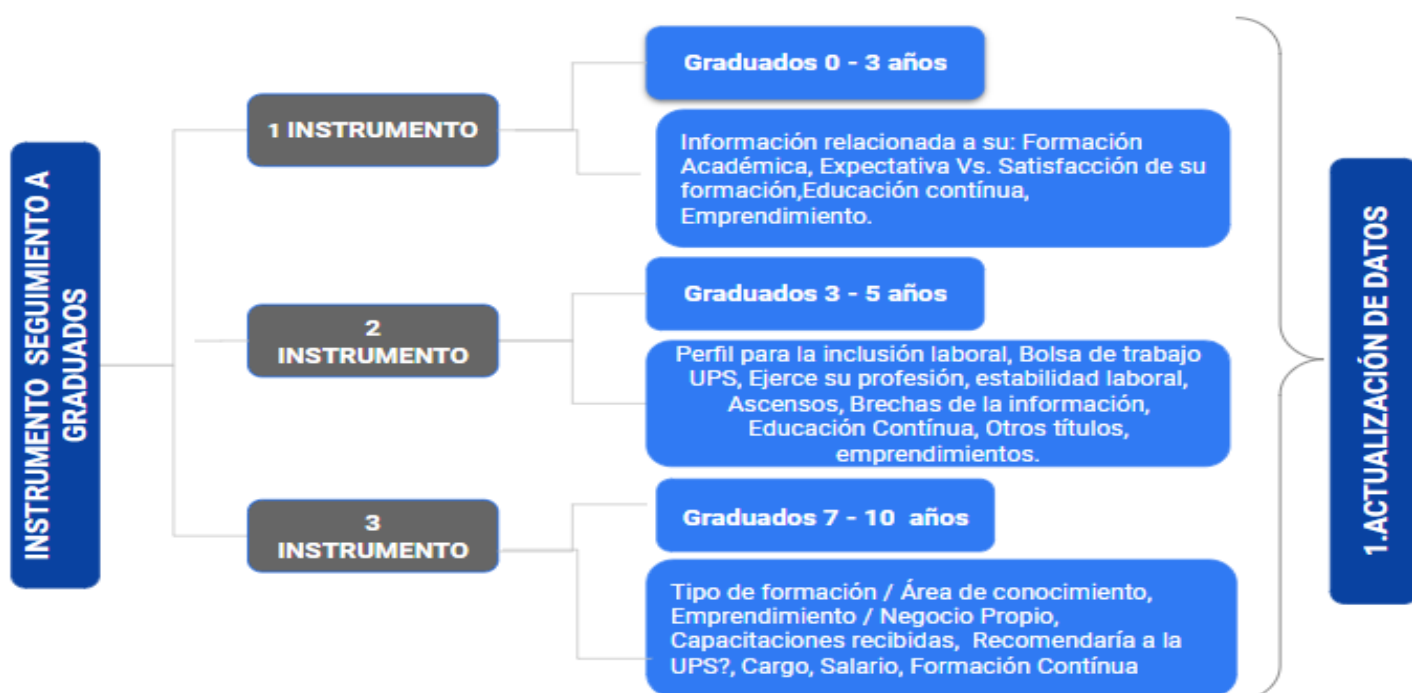 INSTRUMENTO SEGUIMIENTO A
GRADUADOS
1 INSTRUMENTO
Graduados 0 - 3 años
Información relacionada a su: Formación
Académica, Expectativa Vs. Satisfacción de su
formación,Educación contínua,
Emprendimiento.
2
INSTRUMENTO
Graduados 3 - 5 años
Perfil para la inclusión laboral, Bolsa de trabajo
UPS, Ejerce su profesión, estabilidad laboral,
Ascensos, Brechas de la información,
Educación Contínua, Otros títulos,
emprendimientos.
3
INSTRUMENTO
Graduados 7 - 10 años
Tipo de formación / Área de conocimiento,
Emprendimiento / Negocio Propio,
Capacitaciones recibidas, Recomendaría a la
UPS?, Cargo, Salario, Formación Contínua
1.ACTUALIZACIÓN DE DATOS